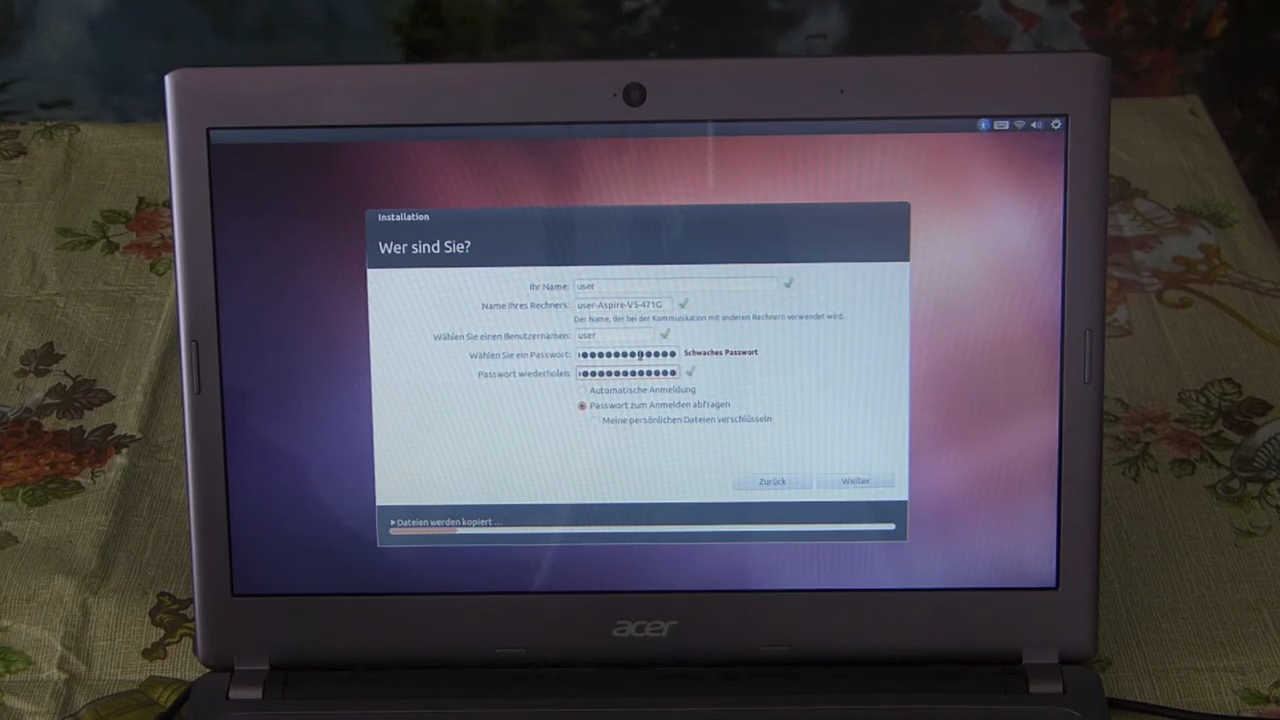 Installation
Wer sind Sie?
Ihr Name: user
Name Ihres Rechners: user-Aspire-V5-471G
Der Name, der bei der Kommunikation mit anderen Rechnern verwendet wird.
Wählen Sie einen Benutzernamen: user
Wählen Sie ein Passwort: Schwaches Passwort
Passwort wiederholen:
Automatische Anmeldung
Passwort zum Anmelden abfragen
Meine persönlichen Dateien verschlüsseln
Zurück Weiter
Dateien werden kopiert ...
acer